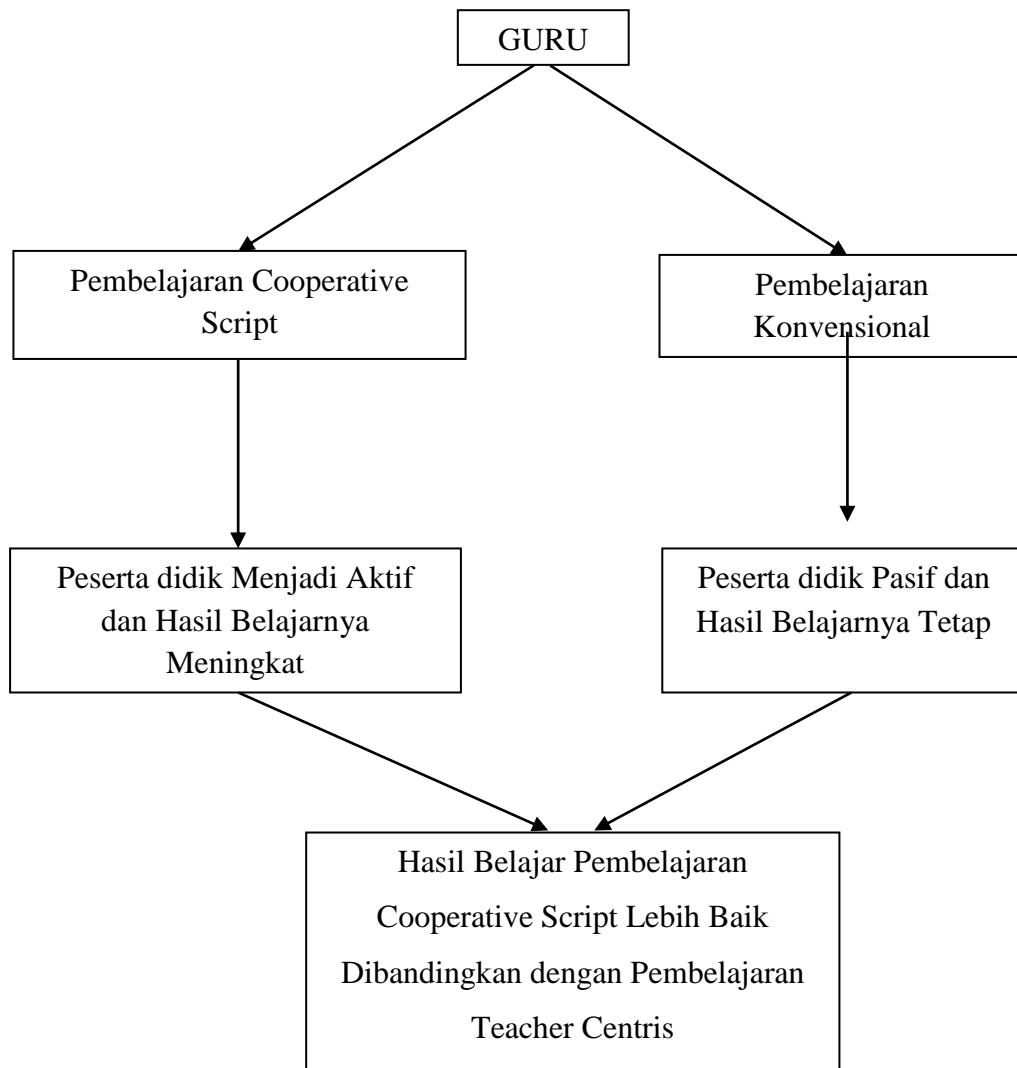 GURU
Pembelajaran Cooperative
Script
Pembelajaran
Konvensional
Peserta didik Menjadi Aktif
dan Hasil Belajarnya
Meningkat
Peserta didik Pasif dan
Hasil Belajarnya Tetap
Hasil Belajar Pembelajaran
Cooperative Script Lebih Baik
Dibandingkan dengan Pembelajaran
Teacher Centris